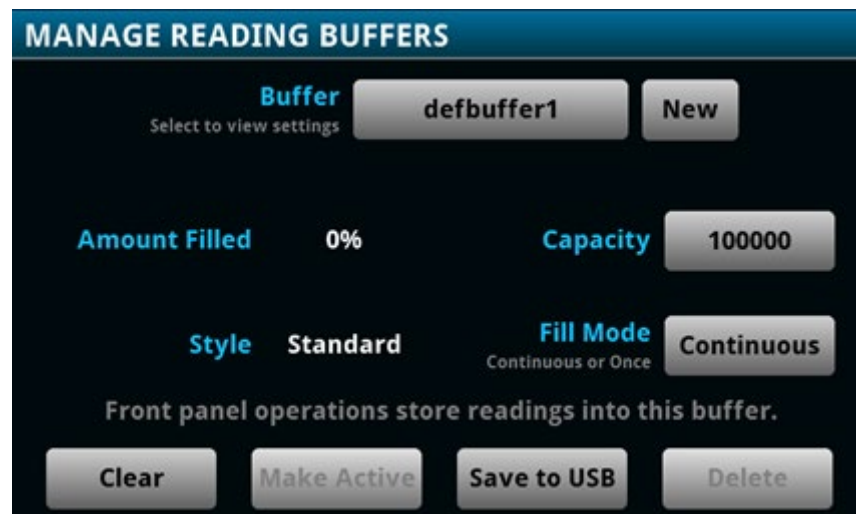 MANAGE READING BUFFERS
Buffer
Select to view settings
defbuffer1
New
Amount Filled
0%
Capacity
100000
Style
Standard
Fill Mode
Continuous or Once
Continuous
Front panel operations store readings into this buffer.
Clear
Make Active
Save to USB
Delete